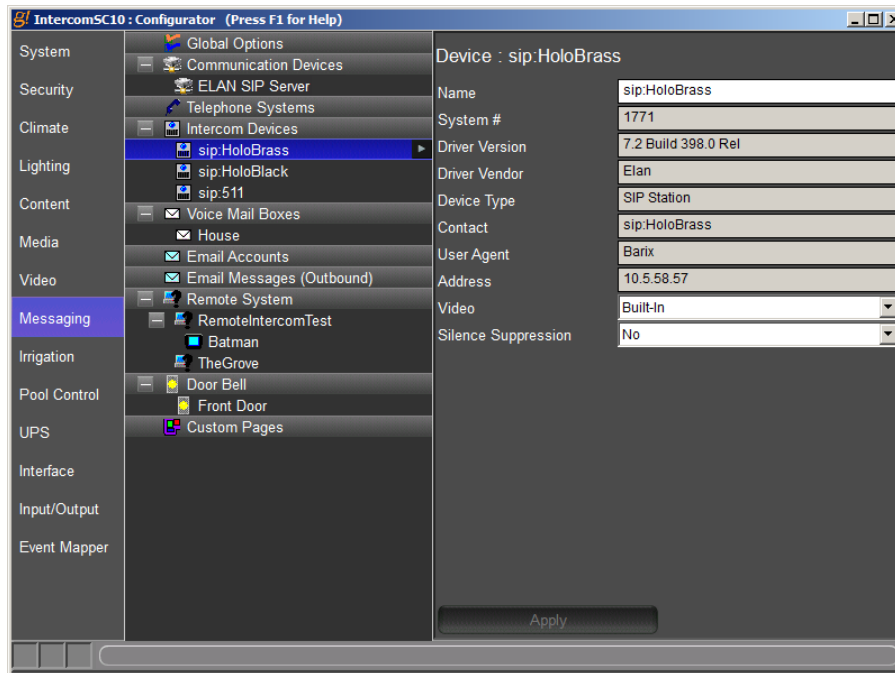 g! IntercomSC10 : Configurator (Press F1 for Help)
System
Security
Climate
Lighting
Content
Media
Video
Messaging
Irrigation
Pool Control
UPS
Interface
Input/Output
Event Mapper
Global Options
Communication Devices
ELAN SIP Server
Telephone Systems
Intercom Devices
sip:HoloBrass
sip:HoloBlack
sip:511
Voice Mail Boxes
House
Email Accounts
Email Messages (Outbound)
Remote System
RemoteIntercomTest
Batman
TheGrove
Door Bell
Front Door
Custom Pages
Device : sip:HoloBrass
Name sip:HoloBrass
System # 1771
Driver Version 7.2 Build 398.0 Rel
Driver Vendor Elan
Device Type SIP Station
Contact sip:HoloBrass
User Agent Barix
Address 10.5.58.57
Video Built-In
Silence Suppression No
Apply